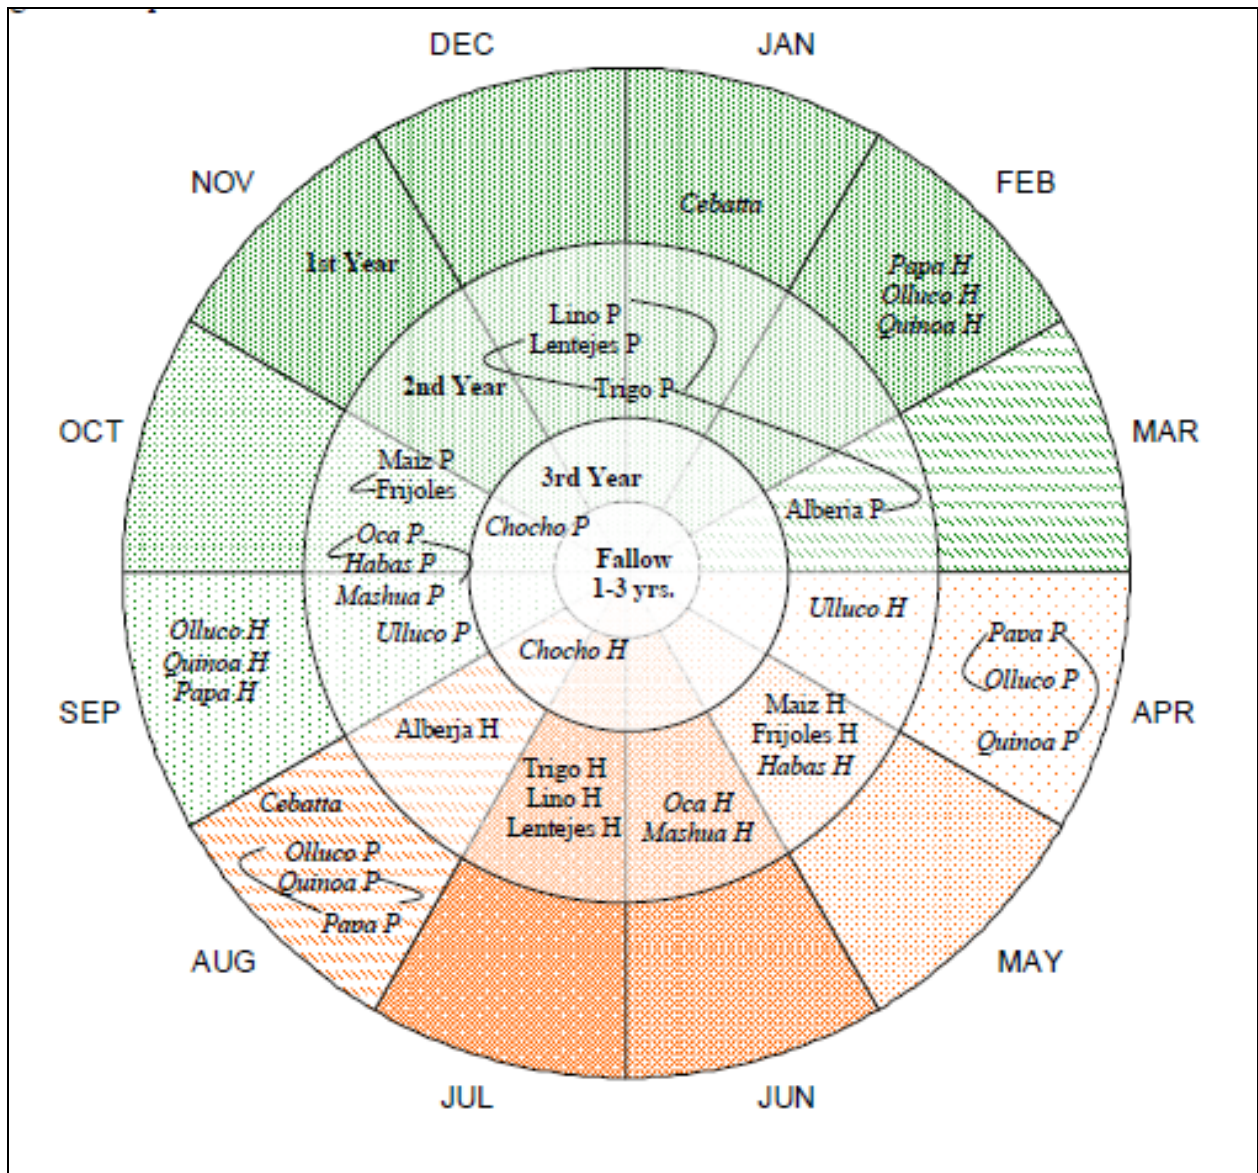 DEC
JAN
NOV
FEB
Cebatta
1st Year
Papa H
Olluco H
Quinoa H
Lino P
Lentejes P
2nd Year
Trigo P
OCT
MAR
Maiz P
Frijoles
3rd Year
Alberja P
Chocho P
Oca P
Habas P
Mashua P
Fallow
1-3 yrs.
Ulluco P
Ulluco H
Olluco H
Quinoa H
Papa H
Papa P
Olluco P
Quinoa P
Chocho H
SEP
APR
Alberja H
Maiz H
Frijoles H
Habas H
Trigo H
Lino H
Lentejes H
Oca H
Mashua H
Cebatta
Olluco P
Quinoa P
Papa P
AUG
MAY
JUL
JUN